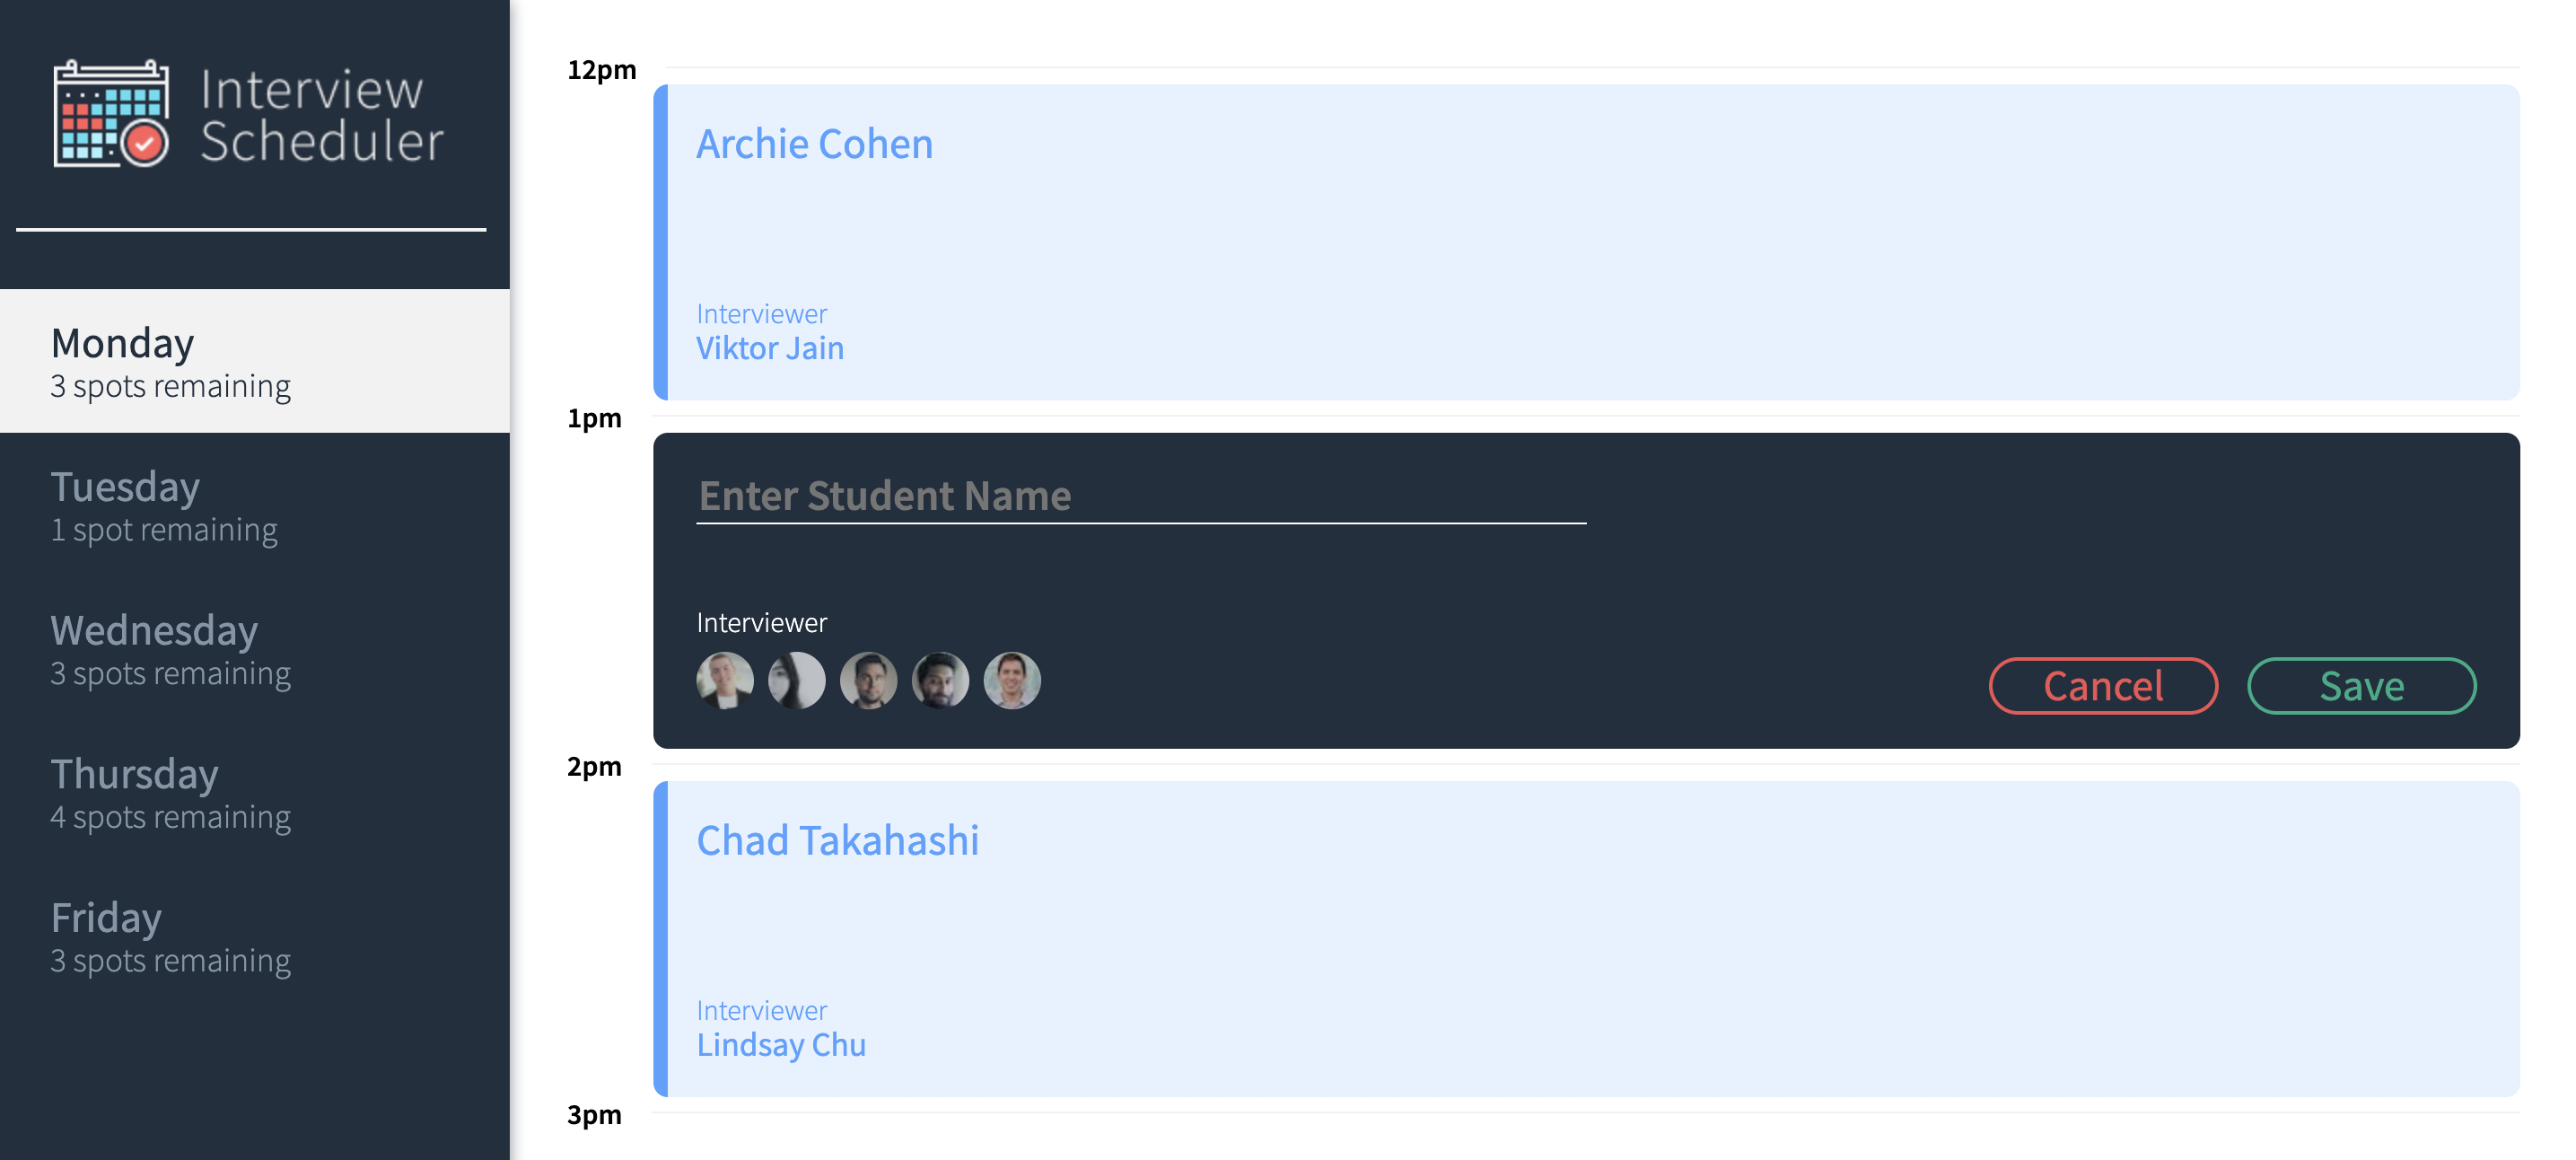 Interview
Scheduler
Monday
3 spots remaining
Tuesday
1 spot remaining
Wednesday
3 spots remaining
Thursday
4 spots remaining
Friday
3 spots remaining
12pm
Archie Cohen
Interviewer
Viktor Jain
1pm
Enter Student Name
Interviewer
Cancel Save
2pm
Chad Takahashi
Interviewer
Lindsay Chu
3pm